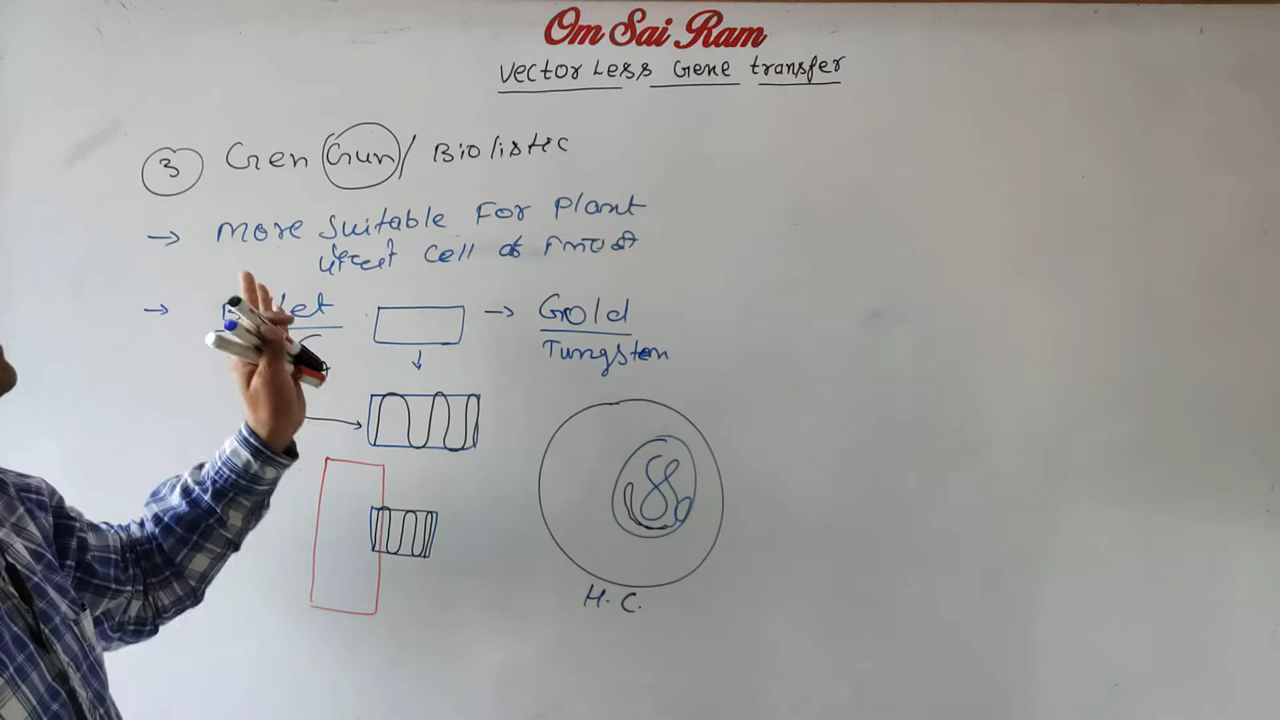 Om Sai Ram
Vector Less Gene transfer
3 Gen Gun / Biolistic
→ More Suitable For Plant
Cell
→ → Gold
Tungsten
H.C.